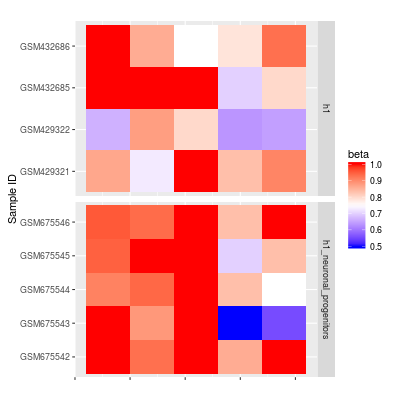 Sample ID
GSM432686
GSM432685
GSM429322
GSM429321
h1
GSM675546
GSM675545
GSM675544
GSM675543
GSM675542
h1_neuronal_progenitors
beta
1.0
0.9
0.8
0.7
0.6
0.5